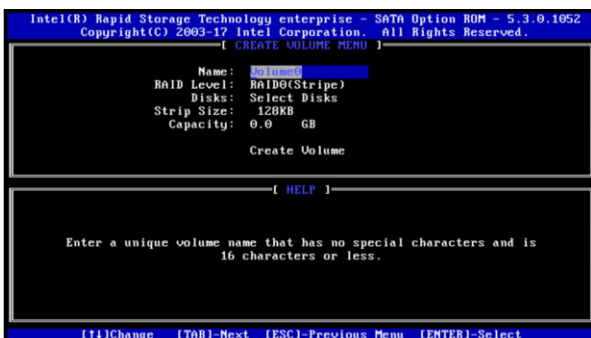 Intel(R) Rapid Storage Technology enterprise - SATA Option ROM - 5.3.0.1052
Copyright(C) 2003-17 Intel Corporation. All Rights Reserved.
[ CREATE VOLUME MENU ]
Name: Volume0
RAID Level: RAID0(Stripe)
Disks: Select Disks
Strip Size: 128KB
Capacity: 0.0 GB
Create Volume
[ HELP ]
Enter a unique volume name that has no special characters and is
16 characters or less.
[↑↓]Change [TAB]-Next [ESC]-Previous Menu [ENTER]-Select